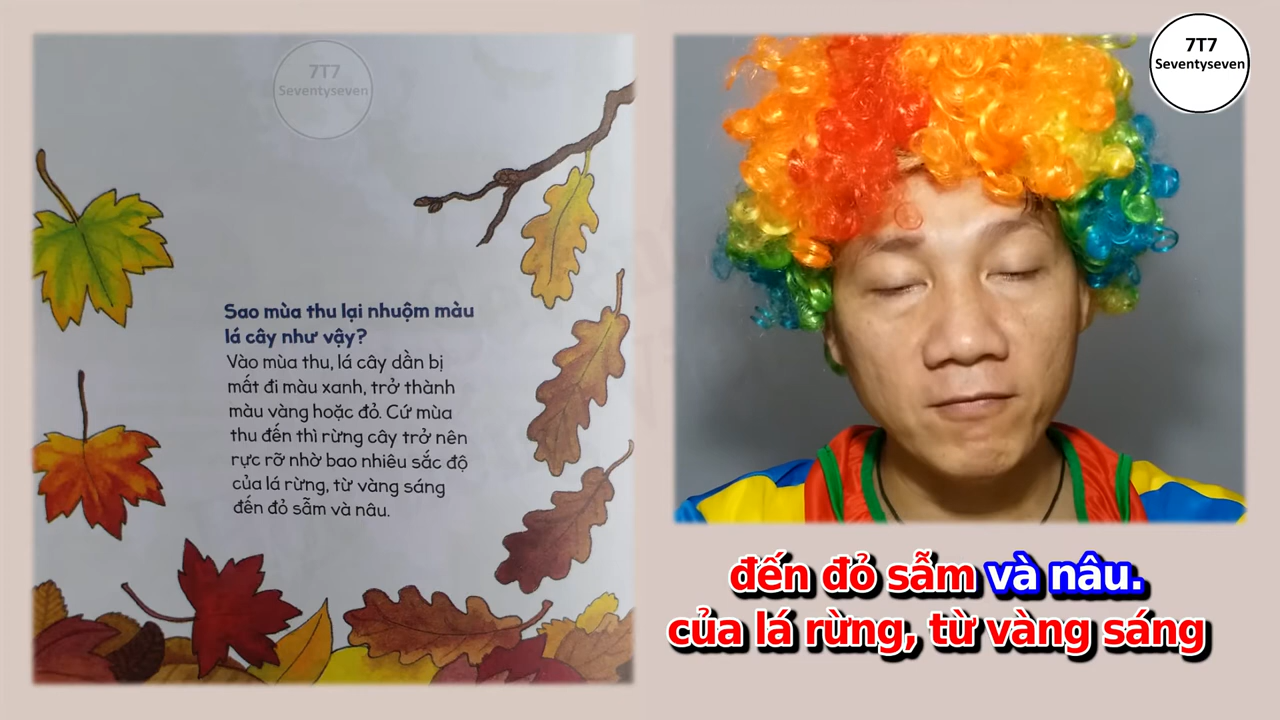 7T7
Seventyseven
Sao mùa thu lại nhuộm màu
lá cây như vậy?
Vào mùa thu, lá cây dần bị
mất đi màu xanh, trở thành
màu vàng hoặc đỏ. Cứ mùa
thu đến thì rừng cây trở nên
rực rỡ nhờ bao nhiêu sắc độ
của lá rừng, từ vàng sáng
đến đỏ sẫm và nâu.
7T7
Seventyseven
đến đỏ sẫm và nâu.
của lá rừng, từ vàng sáng